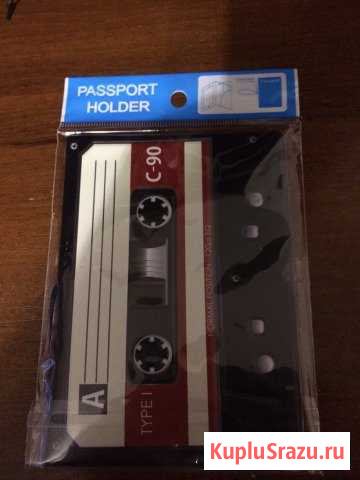 PASSPORT
HOLDER
C-90
A
TYPE I
KupluSrazu.ru